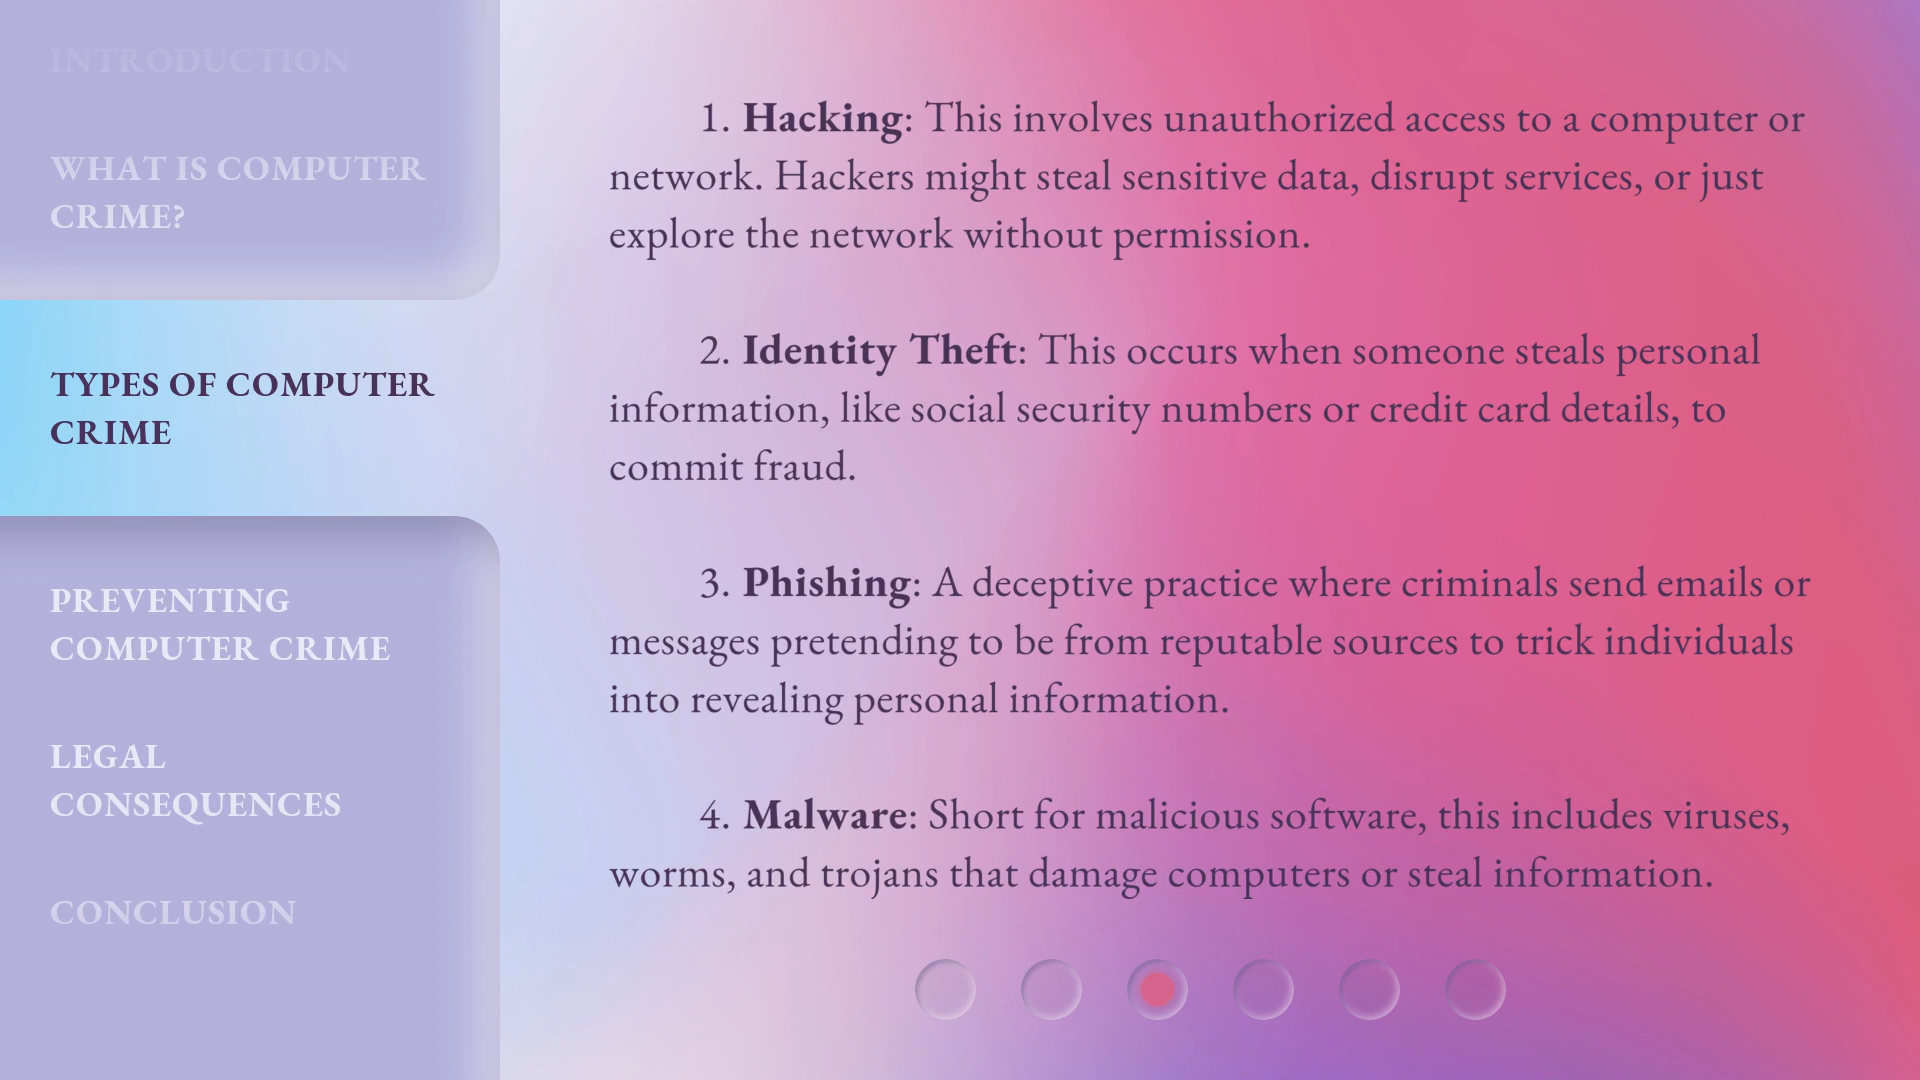 INTRODUCTION
WHAT IS COMPUTER
CRIME?
TYPES OF COMPUTER
CRIME
PREVENTING
COMPUTER CRIME
LEGAL
CONSEQUENCES
CONCLUSION
1. Hacking: This involves unauthorized access to a computer or
network. Hackers might steal sensitive data, disrupt services, or just
explore the network without permission.
2. Identity Theft: This occurs when someone steals personal
information, like social security numbers or credit card details, to
commit fraud.
3. Phishing: A deceptive practice where criminals send emails or
messages pretending to be from reputable sources to trick individuals
into revealing personal information.
4. Malware: Short for malicious software, this includes viruses,
worms, and trojans that damage computers or steal information.